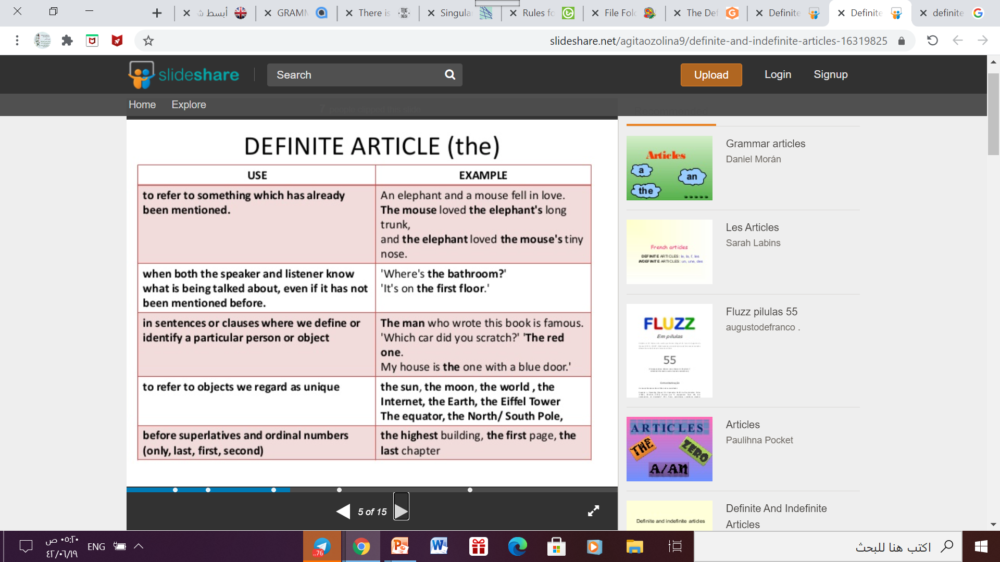 أبسط ث
GRAMM
There is
Singular
Rules fo
File Fold
The Def
Definite
Definite
definite
slideshare.net/agitaozolina9/definite-and-indefinite-articles-16319825
slideshare
Search
Upload
Login
Signup
Home
Explore
7 people clipped this slide
DEFINITE ARTICLE (the)
USE
EXAMPLE
to refer to something which has already
been mentioned.
An elephant and a mouse fell in love.
The mouse loved the elephant's long
trunk,
and the elephant loved the mouse's tiny
nose.
when both the speaker and listener know
what is being talked about, even if it has not
been mentioned before.
'Where's the bathroom?'
'It's on the first floor.'
in sentences or clauses where we define or
identify a particular person or object
The man who wrote this book is famous.
'Which car did you scratch?' 'The red
one.
My house is the one with a blue door.'
to refer to objects we regard as unique
the sun, the moon, the world , the
Internet, the Earth, the Eiffel Tower
The equator, the North/ South Pole,
before superlatives and ordinal numbers
(only, last, first, second)
the highest building, the first page, the
last chapter
5 of 15
Articles
a
an
the
Grammar articles
Daniel Morán
French articles
DEFINITE ARTICLES: le, la, l', les
INDEFINITE ARTICLES: un, une, des
Les Articles
Sarah Labins
FLUZZ
Em pílulas
55
Fluzz pilulas 55
augustodefranco .
ARTICLES
THE
ZERO
A/AN
Articles
Paulihna Pocket
Definite and indefinite articles
Definite And Indefinite
Articles
٠٥:٢٠ ص
٤٢/٠٦/١٩
ENG
..76
اكتب هنا للبحث